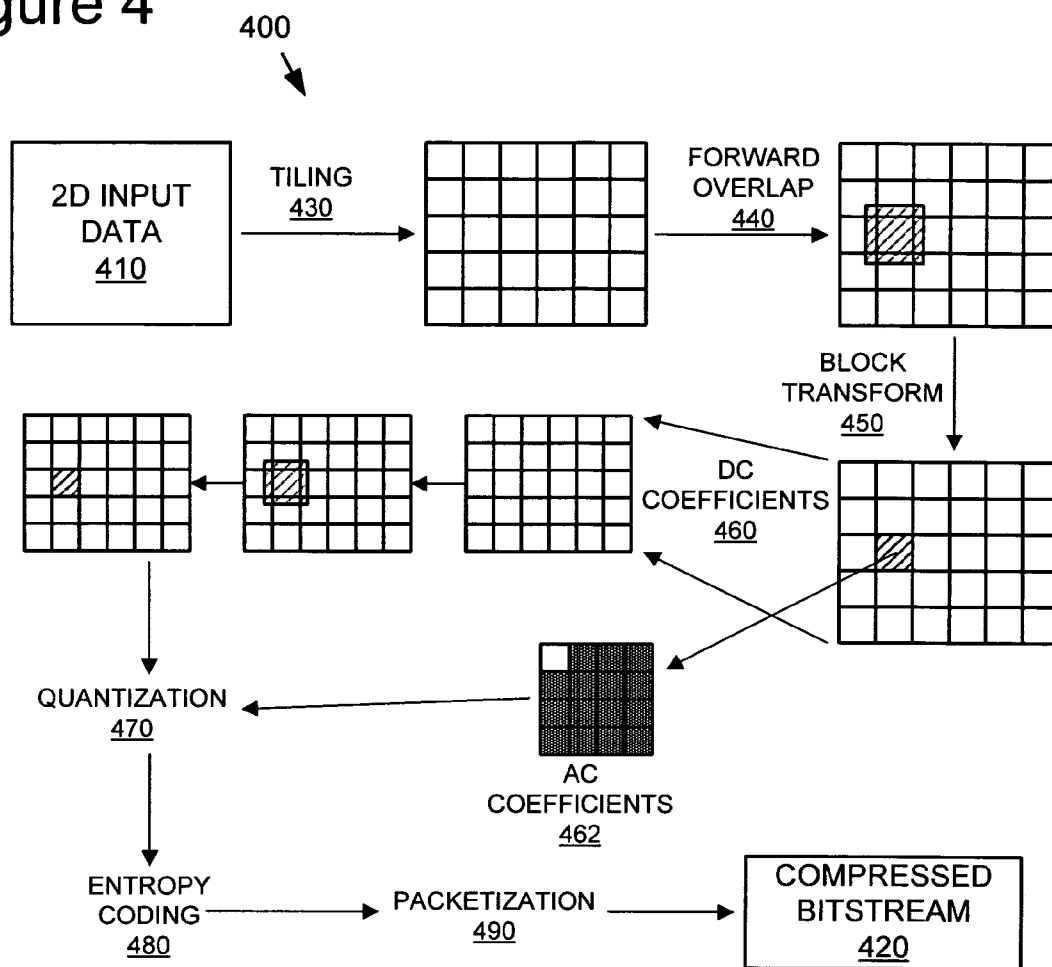 gure 4
400
2D INPUT
DATA
410
TILING
430
FORWARD
OVERLAP
440
BLOCK
TRANSFORM
450
DC
COEFFICIENTS
460
QUANTIZATION
470
AC
COEFFICIENTS
462
ENTROPY
CODING
480
PACKETIZATION
490
COMPRESSED
BITSTREAM
420